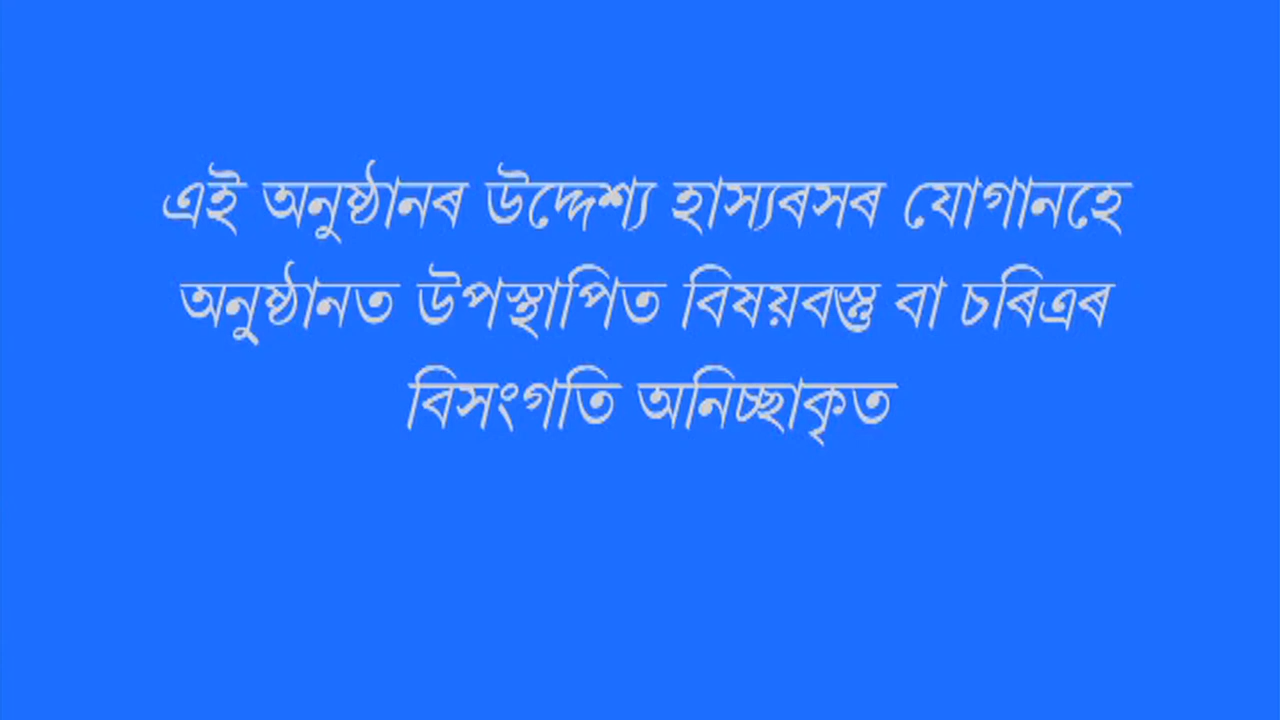 এই অনুষ্ঠানৰ উদ্দেশ্য হাস্যৰসৰ যোগানহে
অনুষ্ঠানত উপস্থাপিত বিষয়বস্তু বা চৰিত্ৰৰ
বিসংগতি অনিচ্ছাকৃত